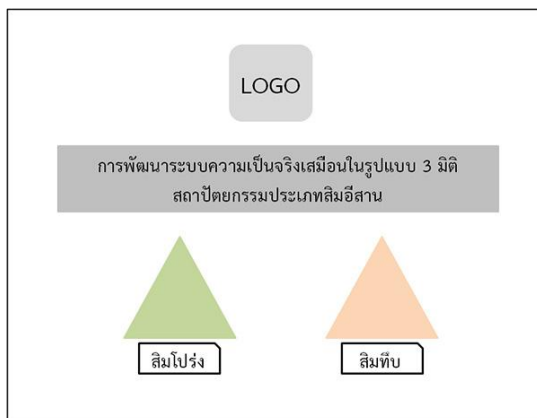 LOGO
การพัฒนาระบบความเป็นจริงเสมือนในรูปแบบ 3 มิติ
สถาปัตยกรรมประเภทสิมอีสาน
สิมโปร่ง
สิมทึบ